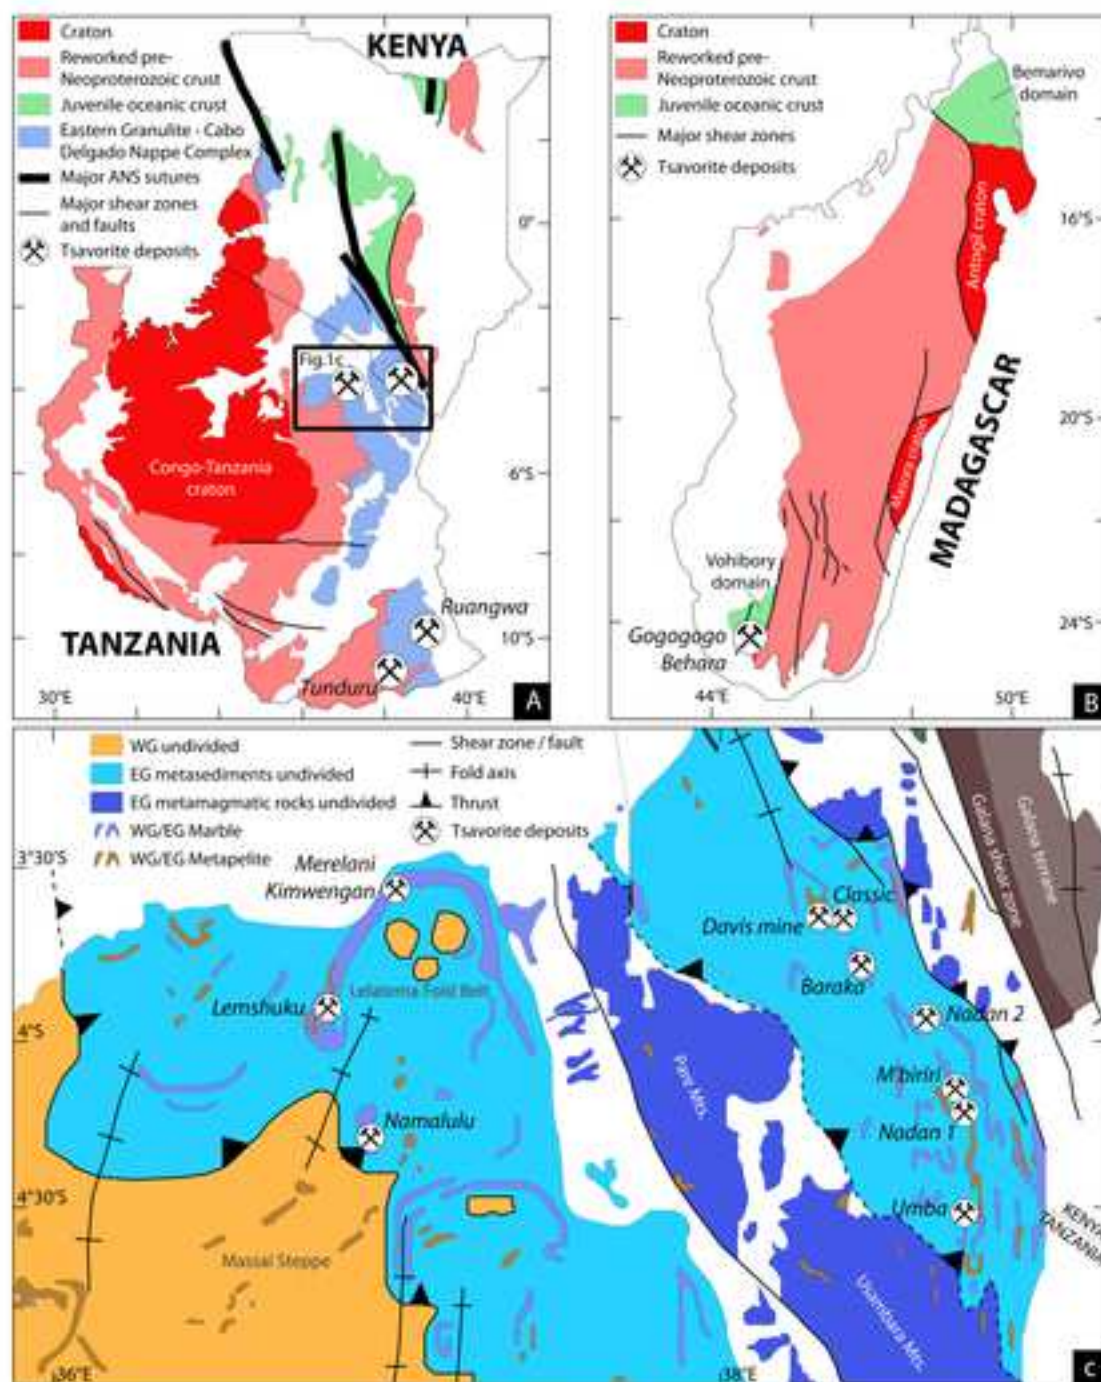 Craton
Reworked pre-
Neoproterozoic crust
Juvenile oceanic crust
Eastern Granulite - Cabo
Delgado Nappe Complex
Major ANS sutures
Major shear zones
and faults
Tsavorite deposits
KENYA
0°
Fig.1c
Congo-Tanzania
craton
6°S
Ruangwa
10°S
TANZANIA
Tunduru
30°E
40°E
A
Craton
Reworked pre-
Neoproterozoic crust
Juvenile oceanic crust
Major shear zones
Tsavorite deposits
Bemarivo
domain
16°S
Antogil craton
MADAGASCAR
20°S
Masora craton
Vohibory
domain
24°S
Gogogogo
Behara
44°E
50°E
B
WG undivided
EG metasediments undivided
EG metamagmatic rocks undivided
WG/EG Marble
WG/EG Metapelite
Shear zone / fault
Fold axis
Thrust
Tsavorite deposits
3°30'S
Merelani
Kimwengan
Galana shear zone
Galana terrane
Classic
Davis mine
Lelatema Fold Belt
Baraka
Lemshuku
Nadan 2
4°S
Pare Mts.
M'biriri
Namalulu
Nadan 1
4°30'S
Umba
KENYA
TANZANIA
Massai Steppe
Usambara Mts.
36°E
38°E
C